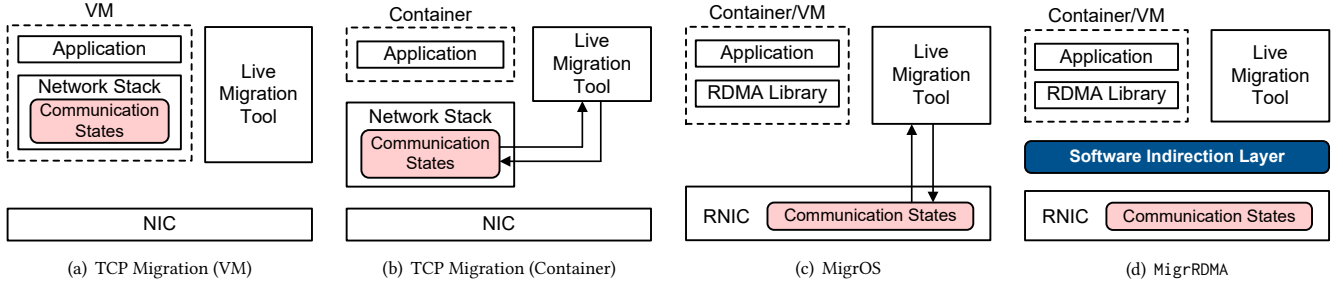 VM
Application
Network Stack
Communication
States
Live
Migration
Tool
NIC
(a) TCP Migration (VM)
Container
Application
Live
Migration
Tool
Network Stack
Communication
States
NIC
(b) TCP Migration (Container)
Container/VM
Application
RDMA Library
Live
Migration
Tool
RNIC
Communication States
(c) MigrOS
Container/VM
Application
RDMA Library
Live
Migration
Tool
Software Indirection Layer
RNIC
Communication States
(d) MigrRDMA